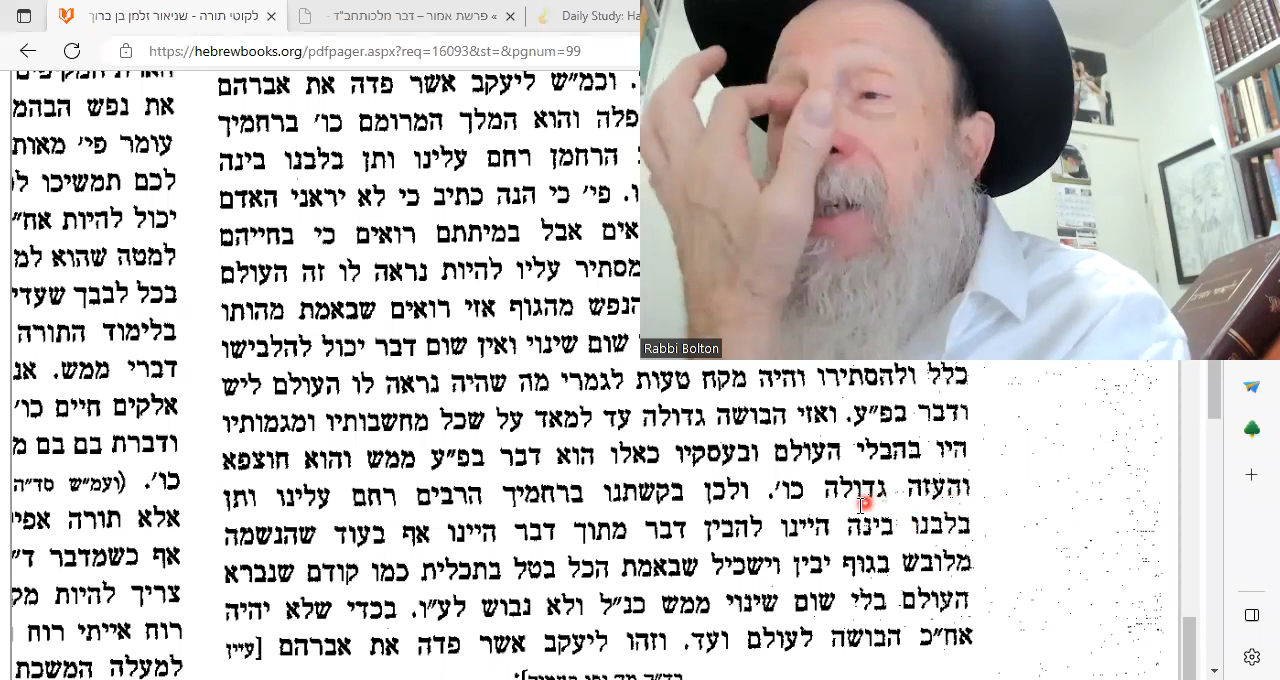 לקוטי תורה - שניאור זלמן בן ברוך
פרשת אמור – דבר מלכותחב"ד - «
Daily Study: Ha
https://hebrewbooks.org/pdfpager.aspx?req=16093&st=&pgnum=99
וכמ"ש ליעקב אשר פדה את אברהם
פלה והוא המלך המרומם כו' ברחמיך
הרחמן רחם עלינו ותן בלבנו בינה
פי' כי הנה כתיב כי לא יראני האדם
אים אבל במיתתם רואים כי בחייהם
מסתיר עליו להיות נראה לו זה העולם
הנפש מהגוף אזי רואים שבאמת מהותו
שום שינוי ואין שום דבר יכול להלבישו
כלל ולהסתירו והיה מקח טעות לגמרי מה שהיה נראה לו העולם ליש
ודבר בפ"ע. ואזי הבושה גדולה עד למאד על שכל מחשבותיו ומגמותיו
היו בהבלי העולם ובעסקיו כאלו הוא דבר בפ"ע ממש והוא חוצפא
והעזה גדולה כו'. ולכן בקשתנו ברחמיך הרבים רחם עלינו ותן
בלבנו בינה היינו להבין דבר מתוך דבר היינו אף בעוד שהנשמה
מלובש בגוף יבין וישכיל שבאמת הכל בטל בתכלית כמו קודם שנברא
העולם בלי שום שינוי ממש כנ"ל ולא נבוש לע"ו. בכדי שלא יהיה
אח"כ הבושה לעולם ועד. וזהו ליעקב אשר פדה את אברהם [ע"יין
את נפש הבהמ
עומר פי' מאות
לכם תמשיכו ל
יכול להיות אח"
למטה שהוא למ
בכל לבבך שעדי
בלימוד התורה
דברי ממש. אנ
אלקים חיים כו'
ודברת בם בם מ
כו'. (ועמ"ש סד"ה
אלא תורה אפי
אף כשמדבר ד"
צריך להיות מק
רוח אייתי רוח
למעלה המשכת
Rabbi Bolton